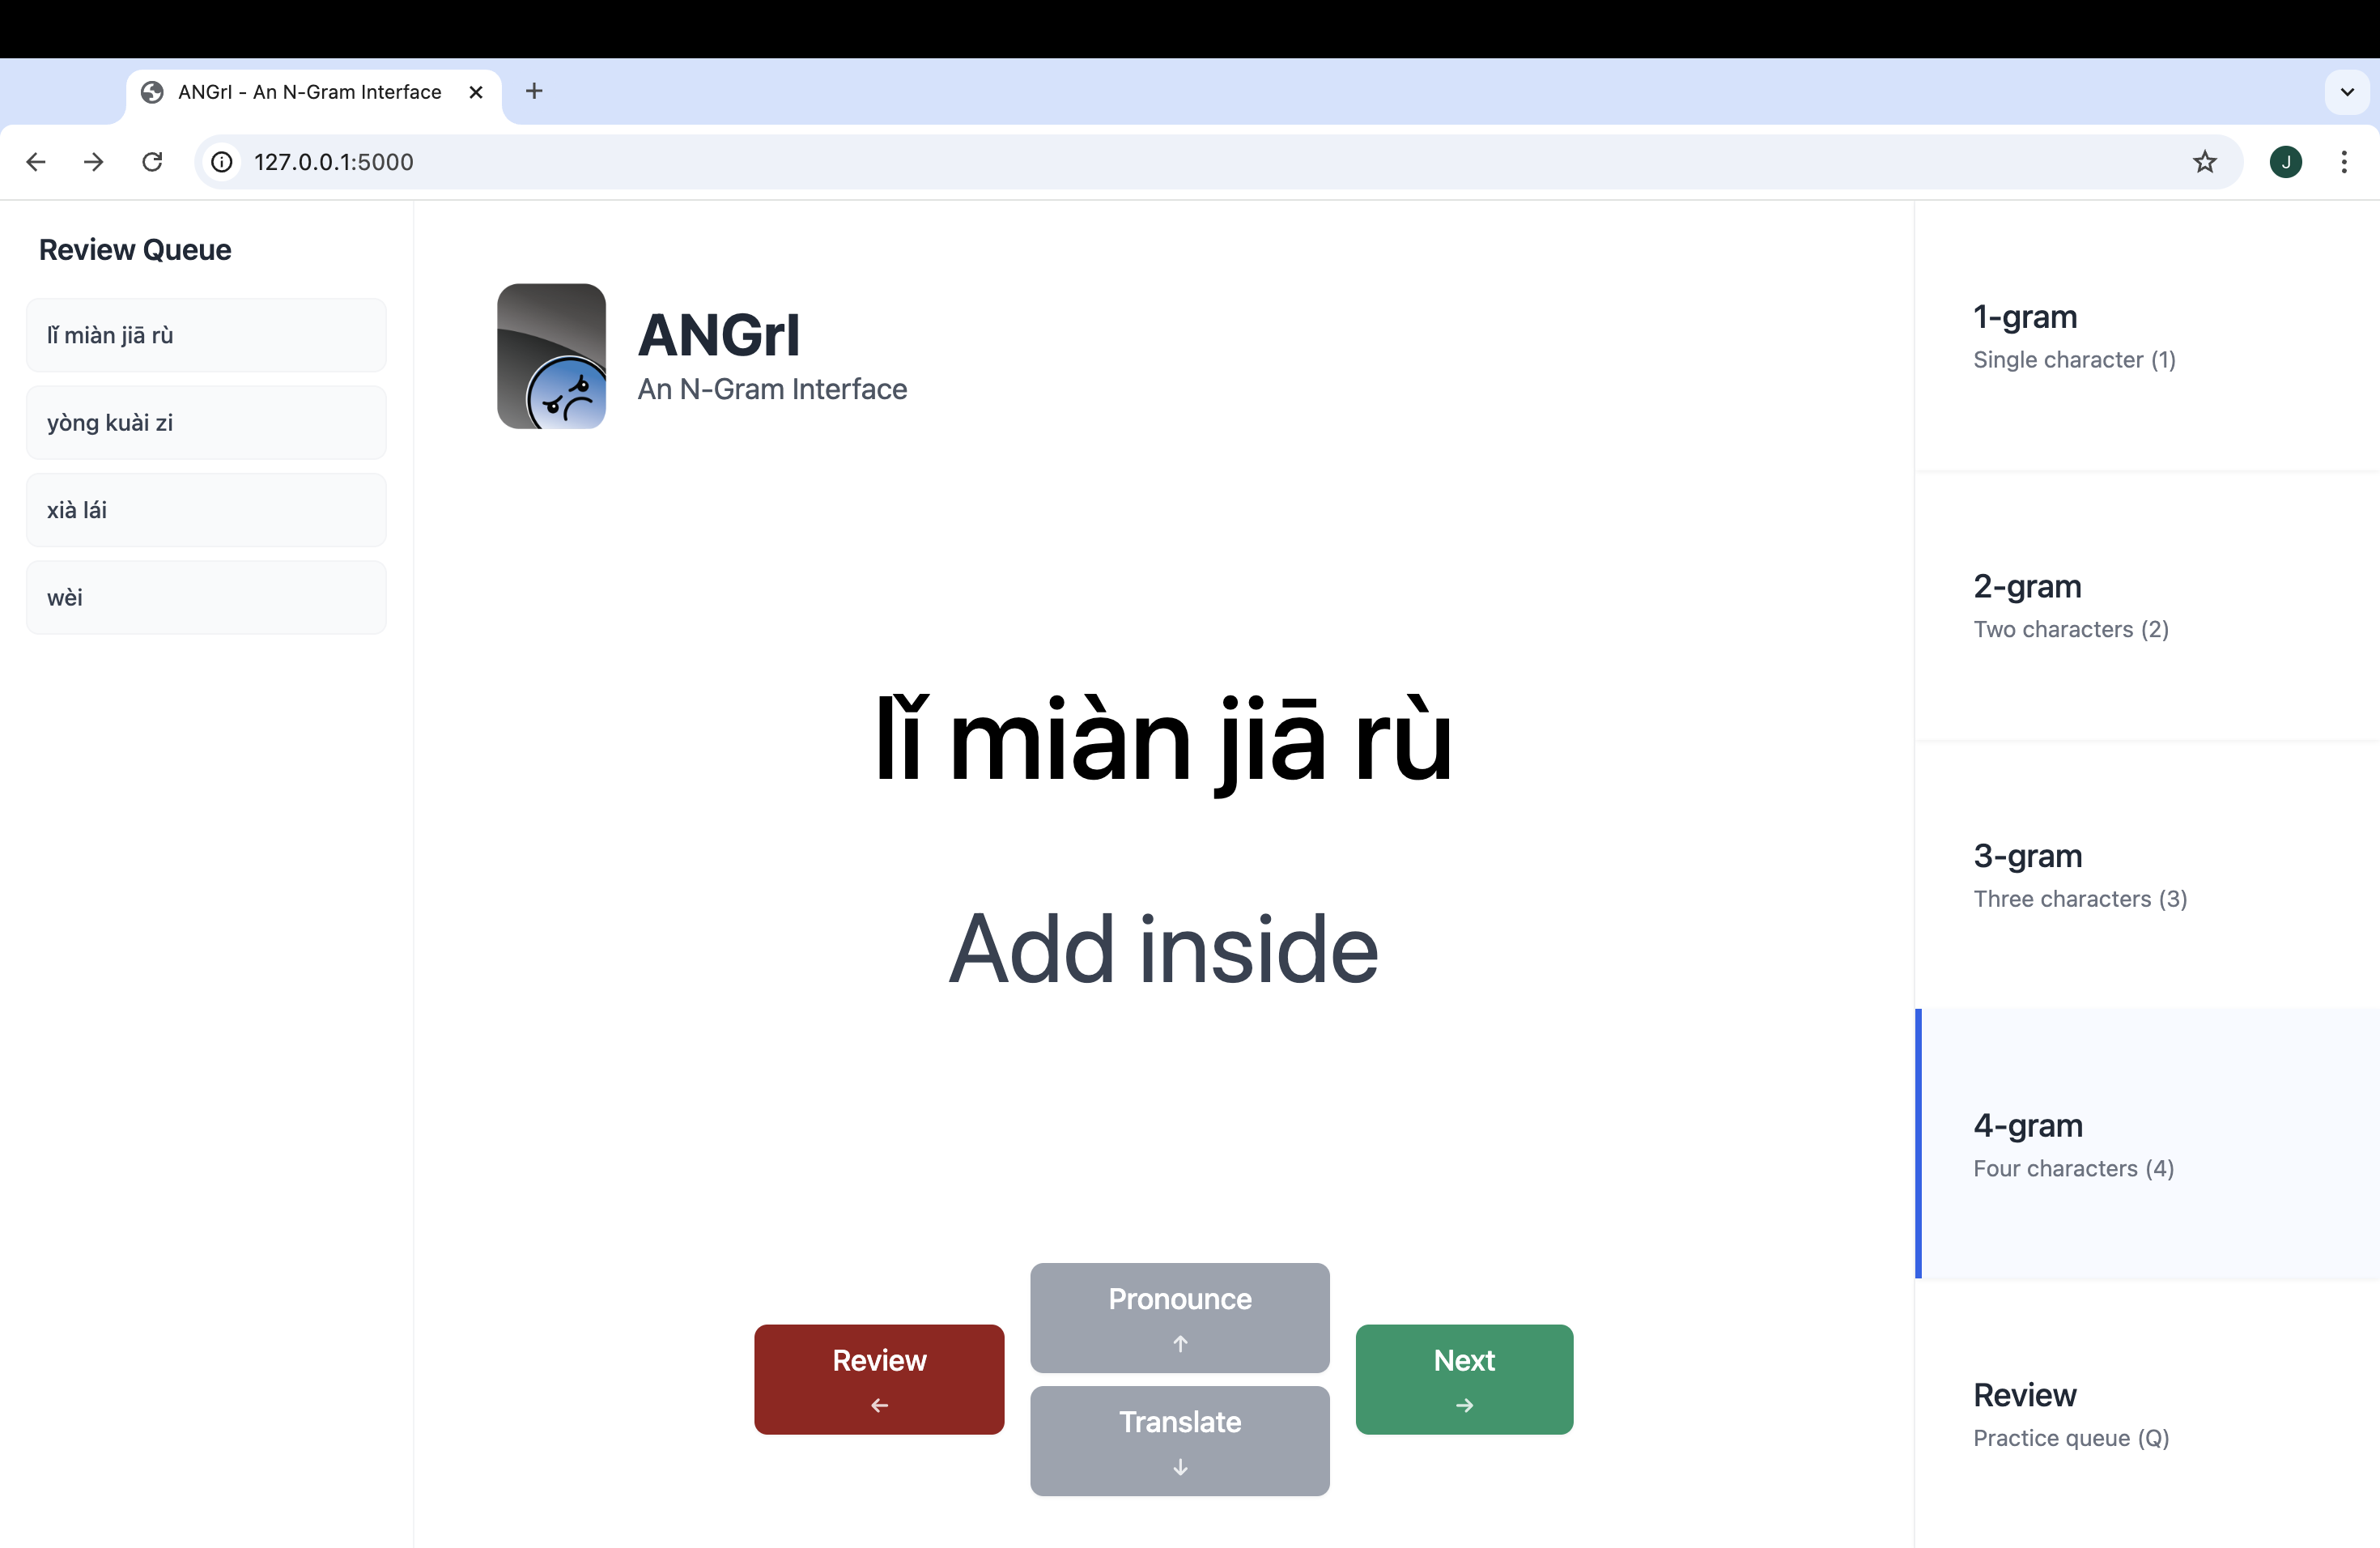 ANGrI - An N-Gram Interface
127.0.0.1:5000
J
Review Queue
lǐ miàn jiā rù
yòng kuài zi
xià lái
wèi
ANGrI
An N-Gram Interface
lǐ miàn jiā rù
Add inside
Review
←
Pronounce
↑
Translate
↓
Next
→
1-gram
Single character (1)
2-gram
Two characters (2)
3-gram
Three characters (3)
4-gram
Four characters (4)
Review
Practice queue (Q)